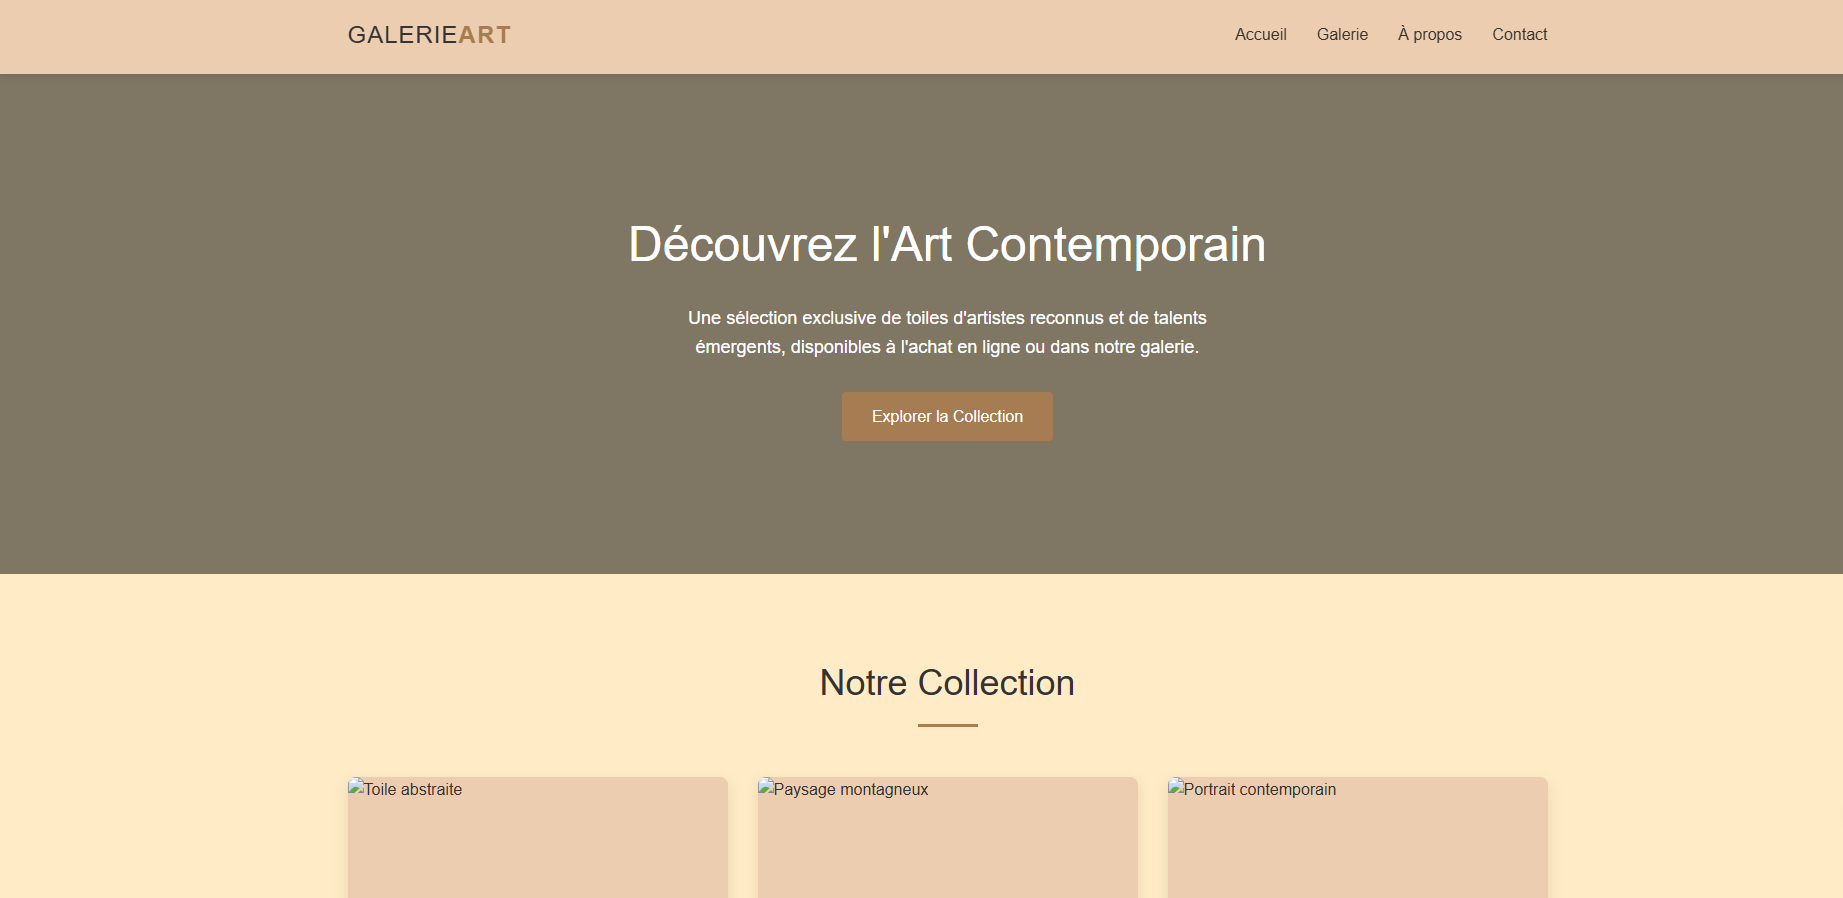 GALERIEART
Accueil Galerie À propos Contact
Découvrez l'Art Contemporain
Une sélection exclusive de toiles d'artistes reconnus et de talents
émergents, disponibles à l'achat en ligne ou dans notre galerie.
Explorer la Collection
Notre Collection
Toile abstraite
Paysage montagneux
Portrait contemporain